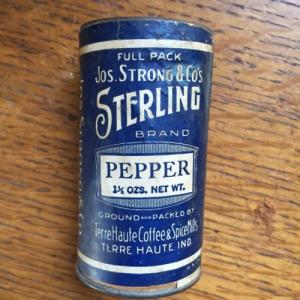 FULL PACK
JOS. STRONG & CO'S
STERLING
BRAND
PEPPER
1½ OZS. NET WT.
GROUND AND PACKED BY
Terre Haute Coffee & Spice Mills
TERRE HAUTE, IND.